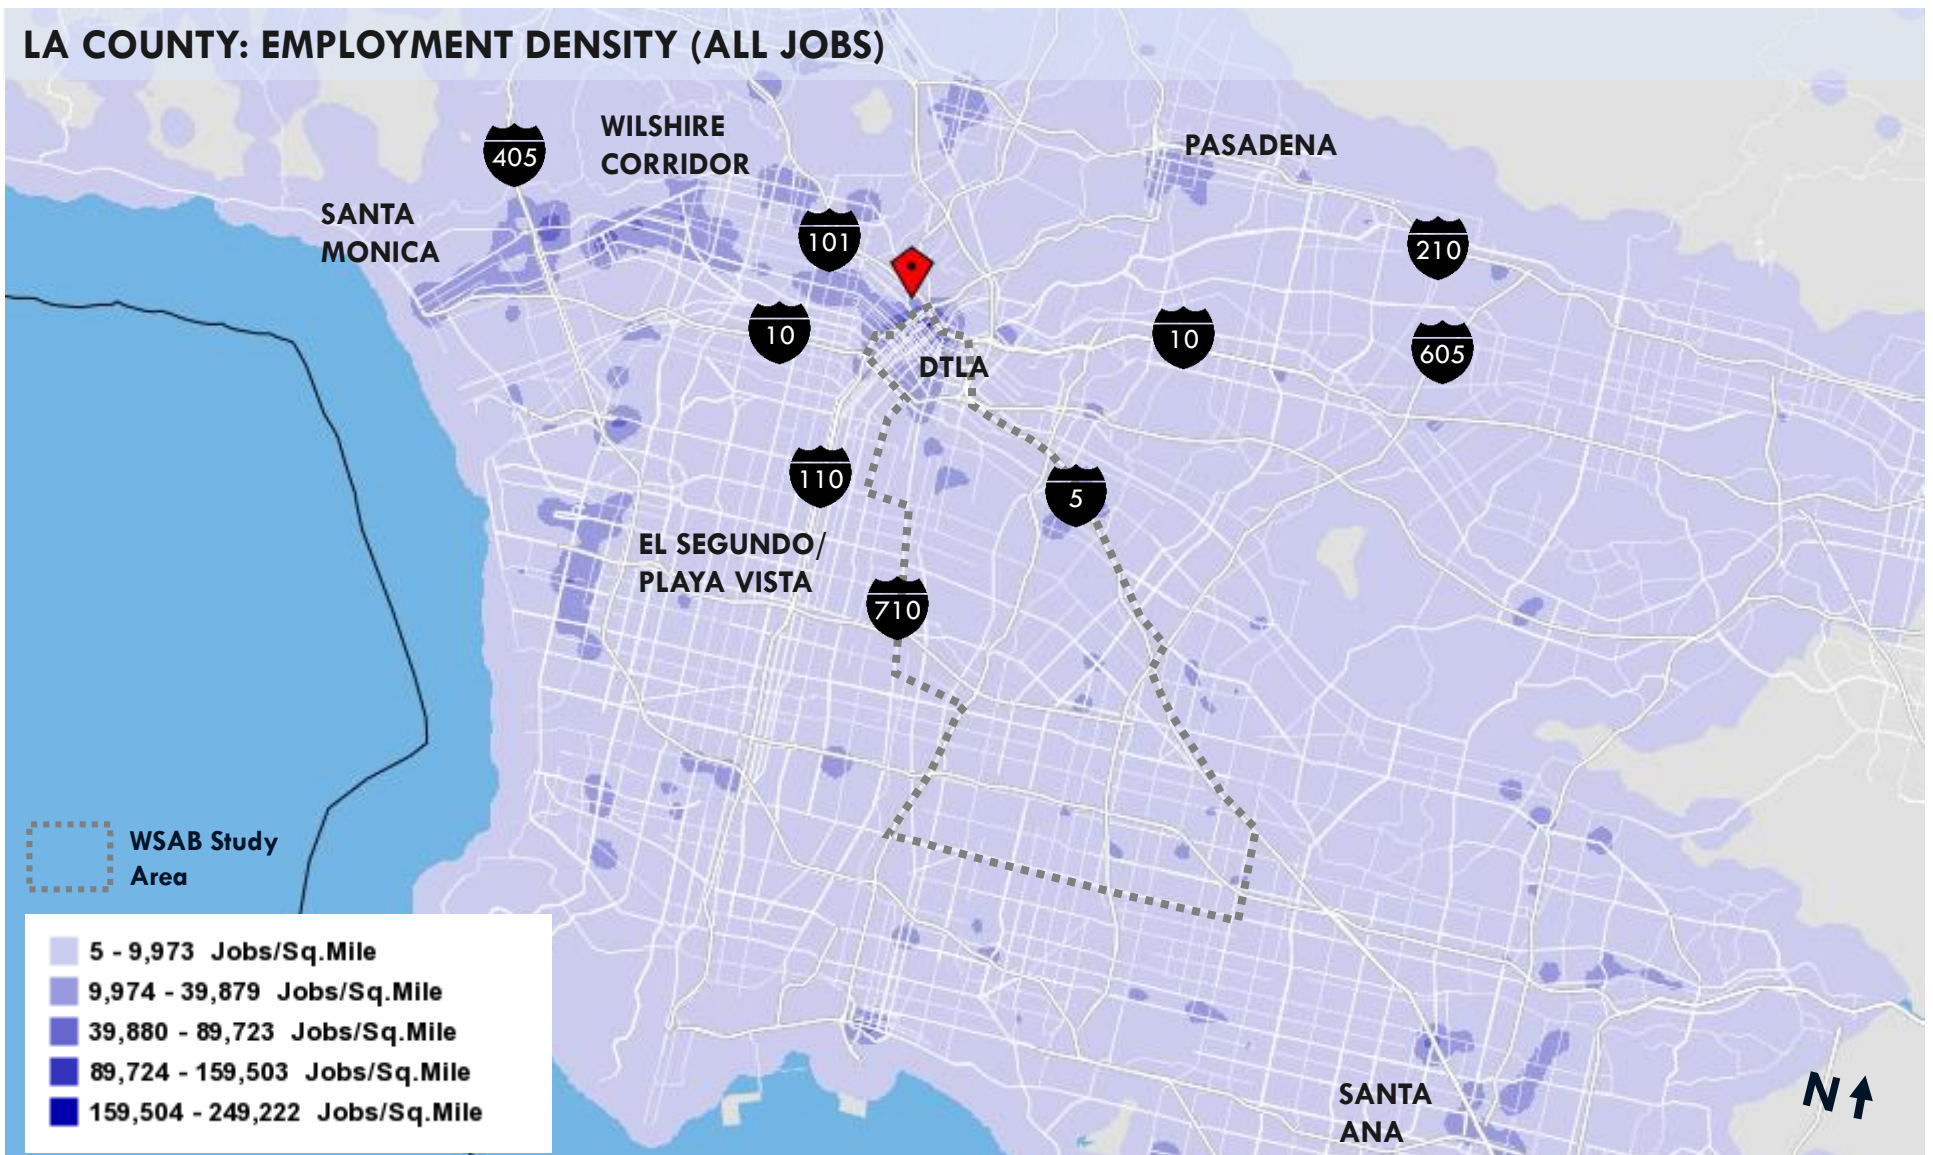 LA COUNTY: EMPLOYMENT DENSITY (ALL JOBS)
WILSHIRE
CORRIDOR
405
PASADENA
SANTA
MONICA
101
210
10
10
605
DTLA
110
5
EL SEGUNDO/
PLAYA VISTA
710
WSAB Study
Area
5 - 9,973 Jobs/Sq.Mile
9,974 - 39,879 Jobs/Sq.Mile
39,880 - 89,723 Jobs/Sq.Mile
89,724 - 159,503 Jobs/Sq.Mile
159,504 - 249,222 Jobs/Sq.Mile
SANTA
ANA
N